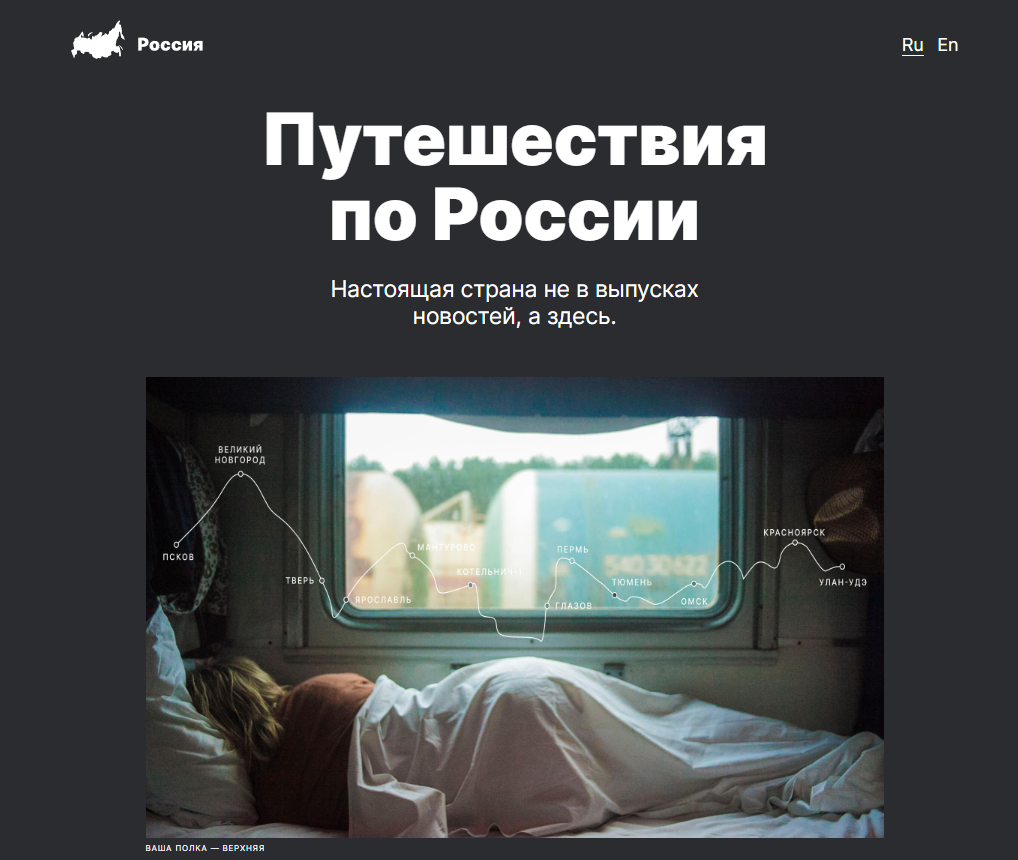 Россия
Ru En
Путешествия
по России
Настоящая страна не в выпусках
новостей, а здесь.
ВЕЛИКИЙ
НОВГОРОД
ПСКОВ
ТВЕРЬ
ЯРОСЛАВЛЬ
МАНТУРОВО
КОТЕЛЬНИЧ-1
ПЕРМЬ
ГЛАЗОВ
ТЮМЕНЬ
ОМСК
КРАСНОЯРСК
УЛАН-УДЭ
54030622
ВАША ПОЛКА — ВЕРХНЯЯ